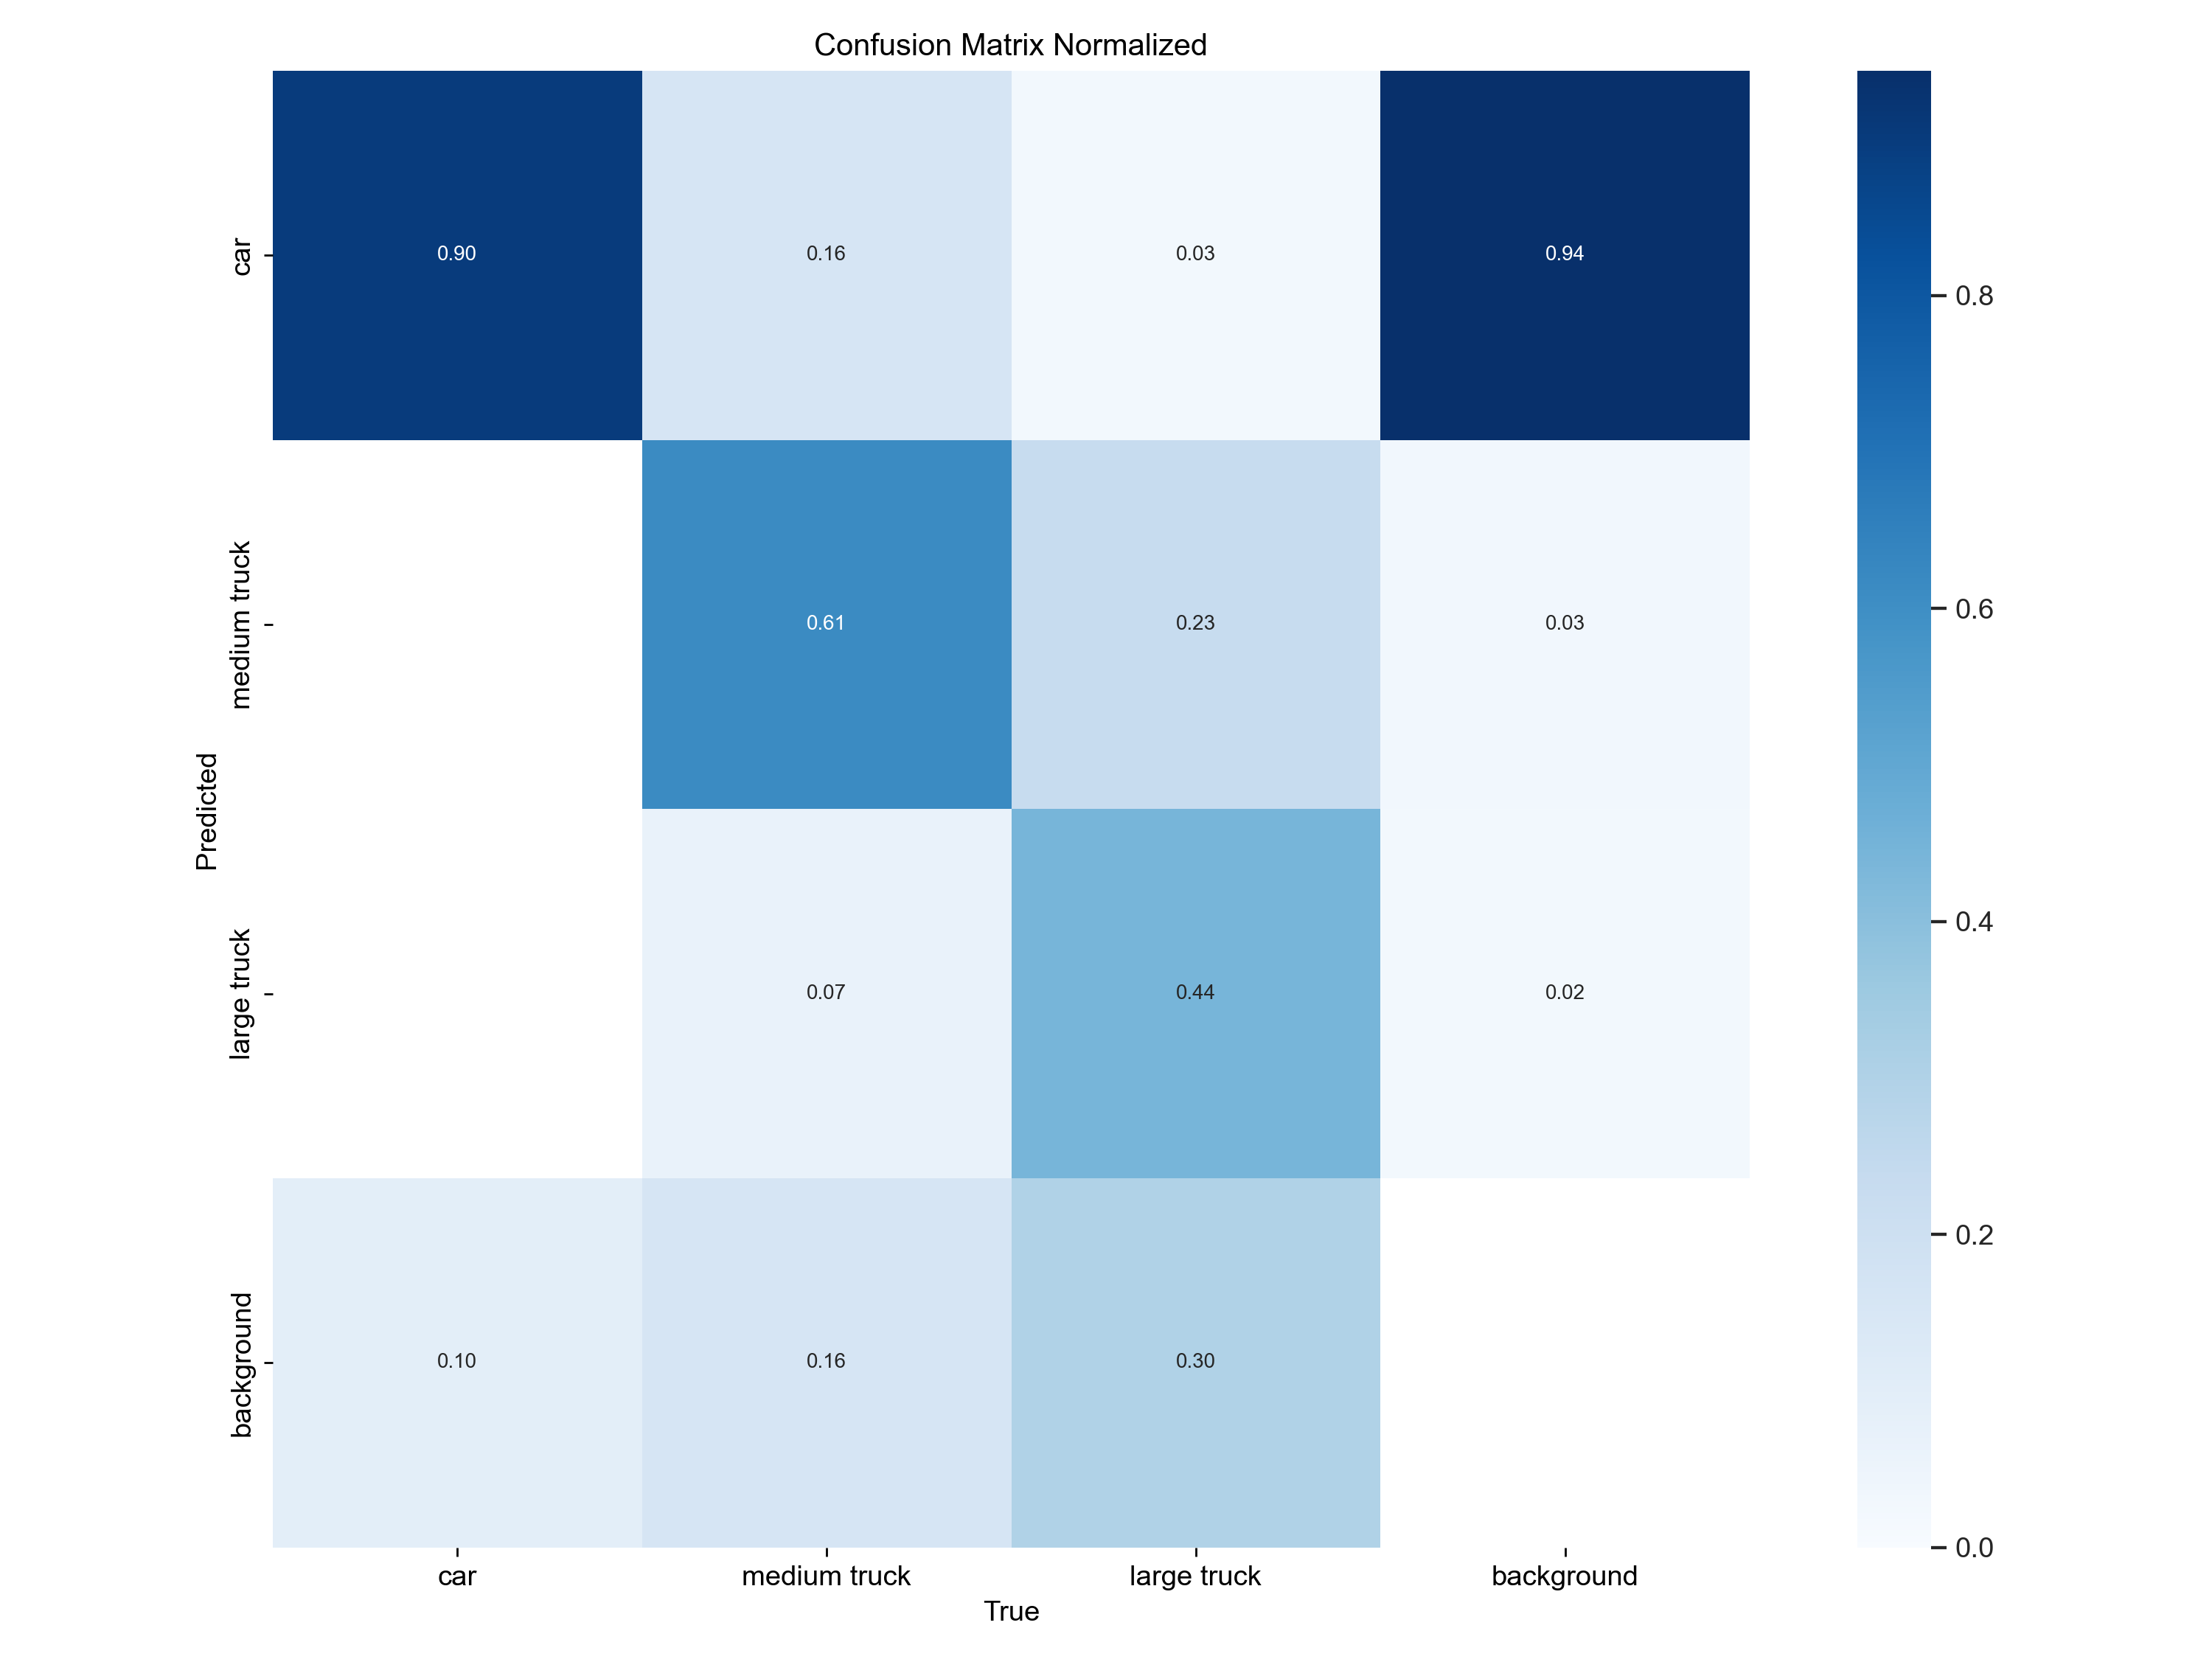 Confusion Matrix Normalized
car
0.90
0.16
0.03
0.94
medium truck
0.61
0.23
0.03
large truck
0.07
0.44
0.02
background
0.10
0.16
0.30
Predicted
car
medium truck
large truck
background
True
0.8
0.6
0.4
0.2
0.0